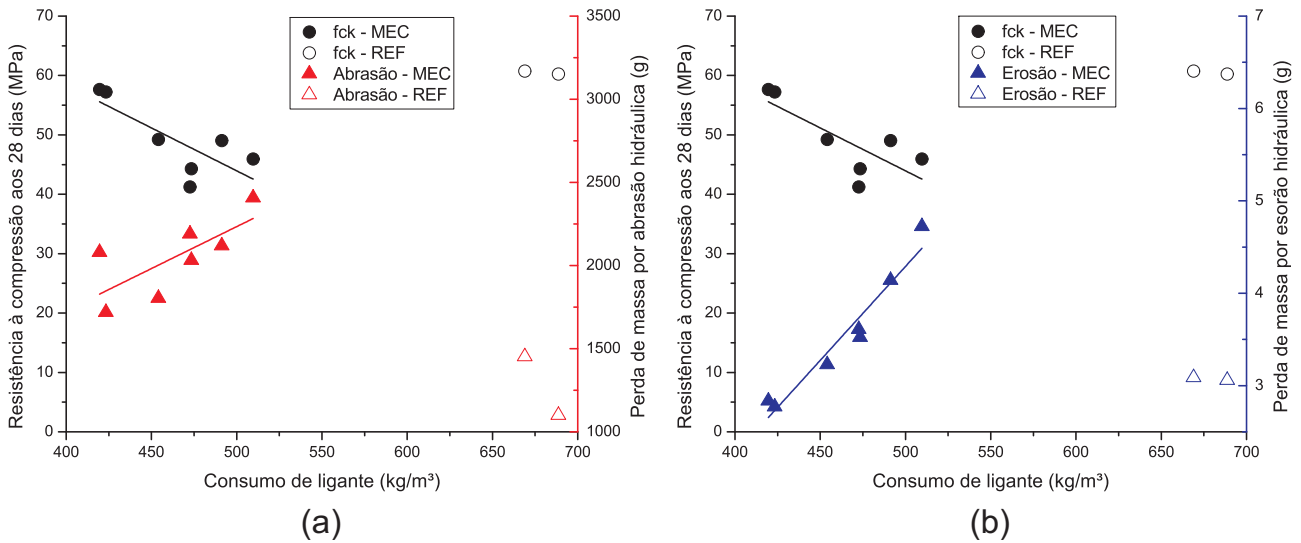 70
60
50
40
30
20
10
0
Resistência à compressão aos 28 dias (MPa)
fck - MEC
fck - REF
Abrasão - MEC
Abrasão - REF
3500
3000
2500
2000
1500
1000
Perda de massa por abrasão hidráulica (g)
400 450 500 550 600 650 700
Consumo de ligante (kg/m³)
(a)
70
60
50
40
30
20
10
0
Resistência à compressão aos 28 dias (MPa)
fck - MEC
fck - REF
Erosão - MEC
Erosão - REF
7
6
5
4
3
Perda de massa por esorão hidráulica (g)
400 450 500 550 600 650 700
Consumo de ligante (kg/m³)
(b)